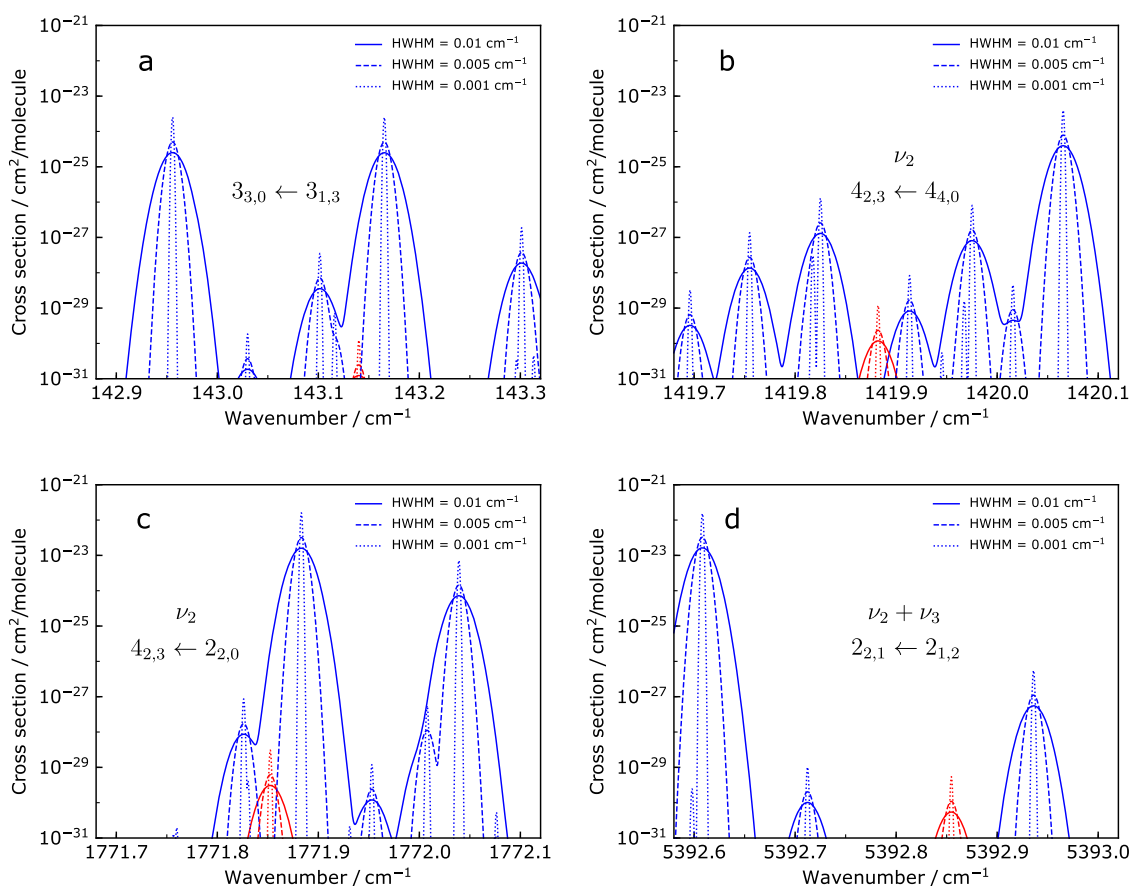 a
HWHM = 0.01 cm⁻¹
HWHM = 0.005 cm⁻¹
HWHM = 0.001 cm⁻¹
3₃,₀ ← 3₁,₃
10⁻²¹
10⁻²³
10⁻²⁵
10⁻²⁷
10⁻²⁹
10⁻³¹
Cross section / cm²/molecule
142.9 143.0 143.1 143.2 143.3
Wavenumber / cm⁻¹
b
HWHM = 0.01 cm⁻¹
HWHM = 0.005 cm⁻¹
HWHM = 0.001 cm⁻¹
ν₂
4₂,₃ ← 4₄,₀
10⁻²¹
10⁻²³
10⁻²⁵
10⁻²⁷
10⁻²⁹
10⁻³¹
Cross section / cm²/molecule
1419.7 1419.8 1419.9 1420.0 1420.1
Wavenumber / cm⁻¹
c
HWHM = 0.01 cm⁻¹
HWHM = 0.005 cm⁻¹
HWHM = 0.001 cm⁻¹
ν₂
4₂,₃ ← 2₂,₀
10⁻²¹
10⁻²³
10⁻²⁵
10⁻²⁷
10⁻²⁹
10⁻³¹
Cross section / cm²/molecule
1771.7 1771.8 1771.9 1772.0 1772.1
Wavenumber / cm⁻¹
d
HWHM = 0.01 cm⁻¹
HWHM = 0.005 cm⁻¹
HWHM = 0.001 cm⁻¹
ν₂ + ν₃
2₂,₁ ← 2₁,₂
10⁻²¹
10⁻²³
10⁻²⁵
10⁻²⁷
10⁻²⁹
10⁻³¹
Cross section / cm²/molecule
5392.6 5392.7 5392.8 5392.9 5393.0
Wavenumber / cm⁻¹